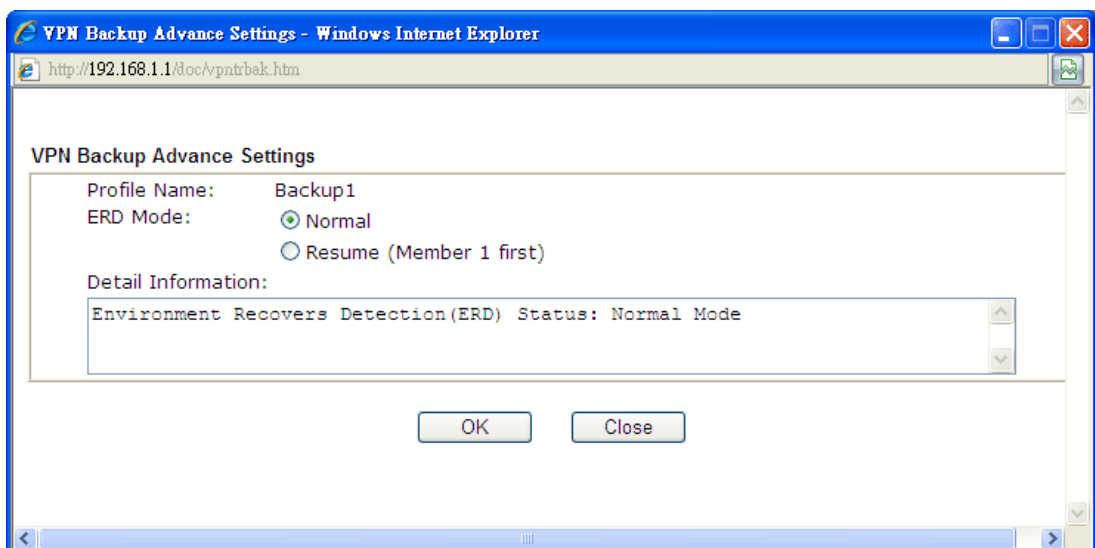 VPN Backup Advance Settings - Windows Internet Explorer
http://192.168.1.1/doc/vpntrbak.htm
VPN Backup Advance Settings
Profile Name: Backup1
ERD Mode: Normal
Resume (Member 1 first)
Detail Information:
Environment Recovers Detection(ERD) Status: Normal Mode
OK Close